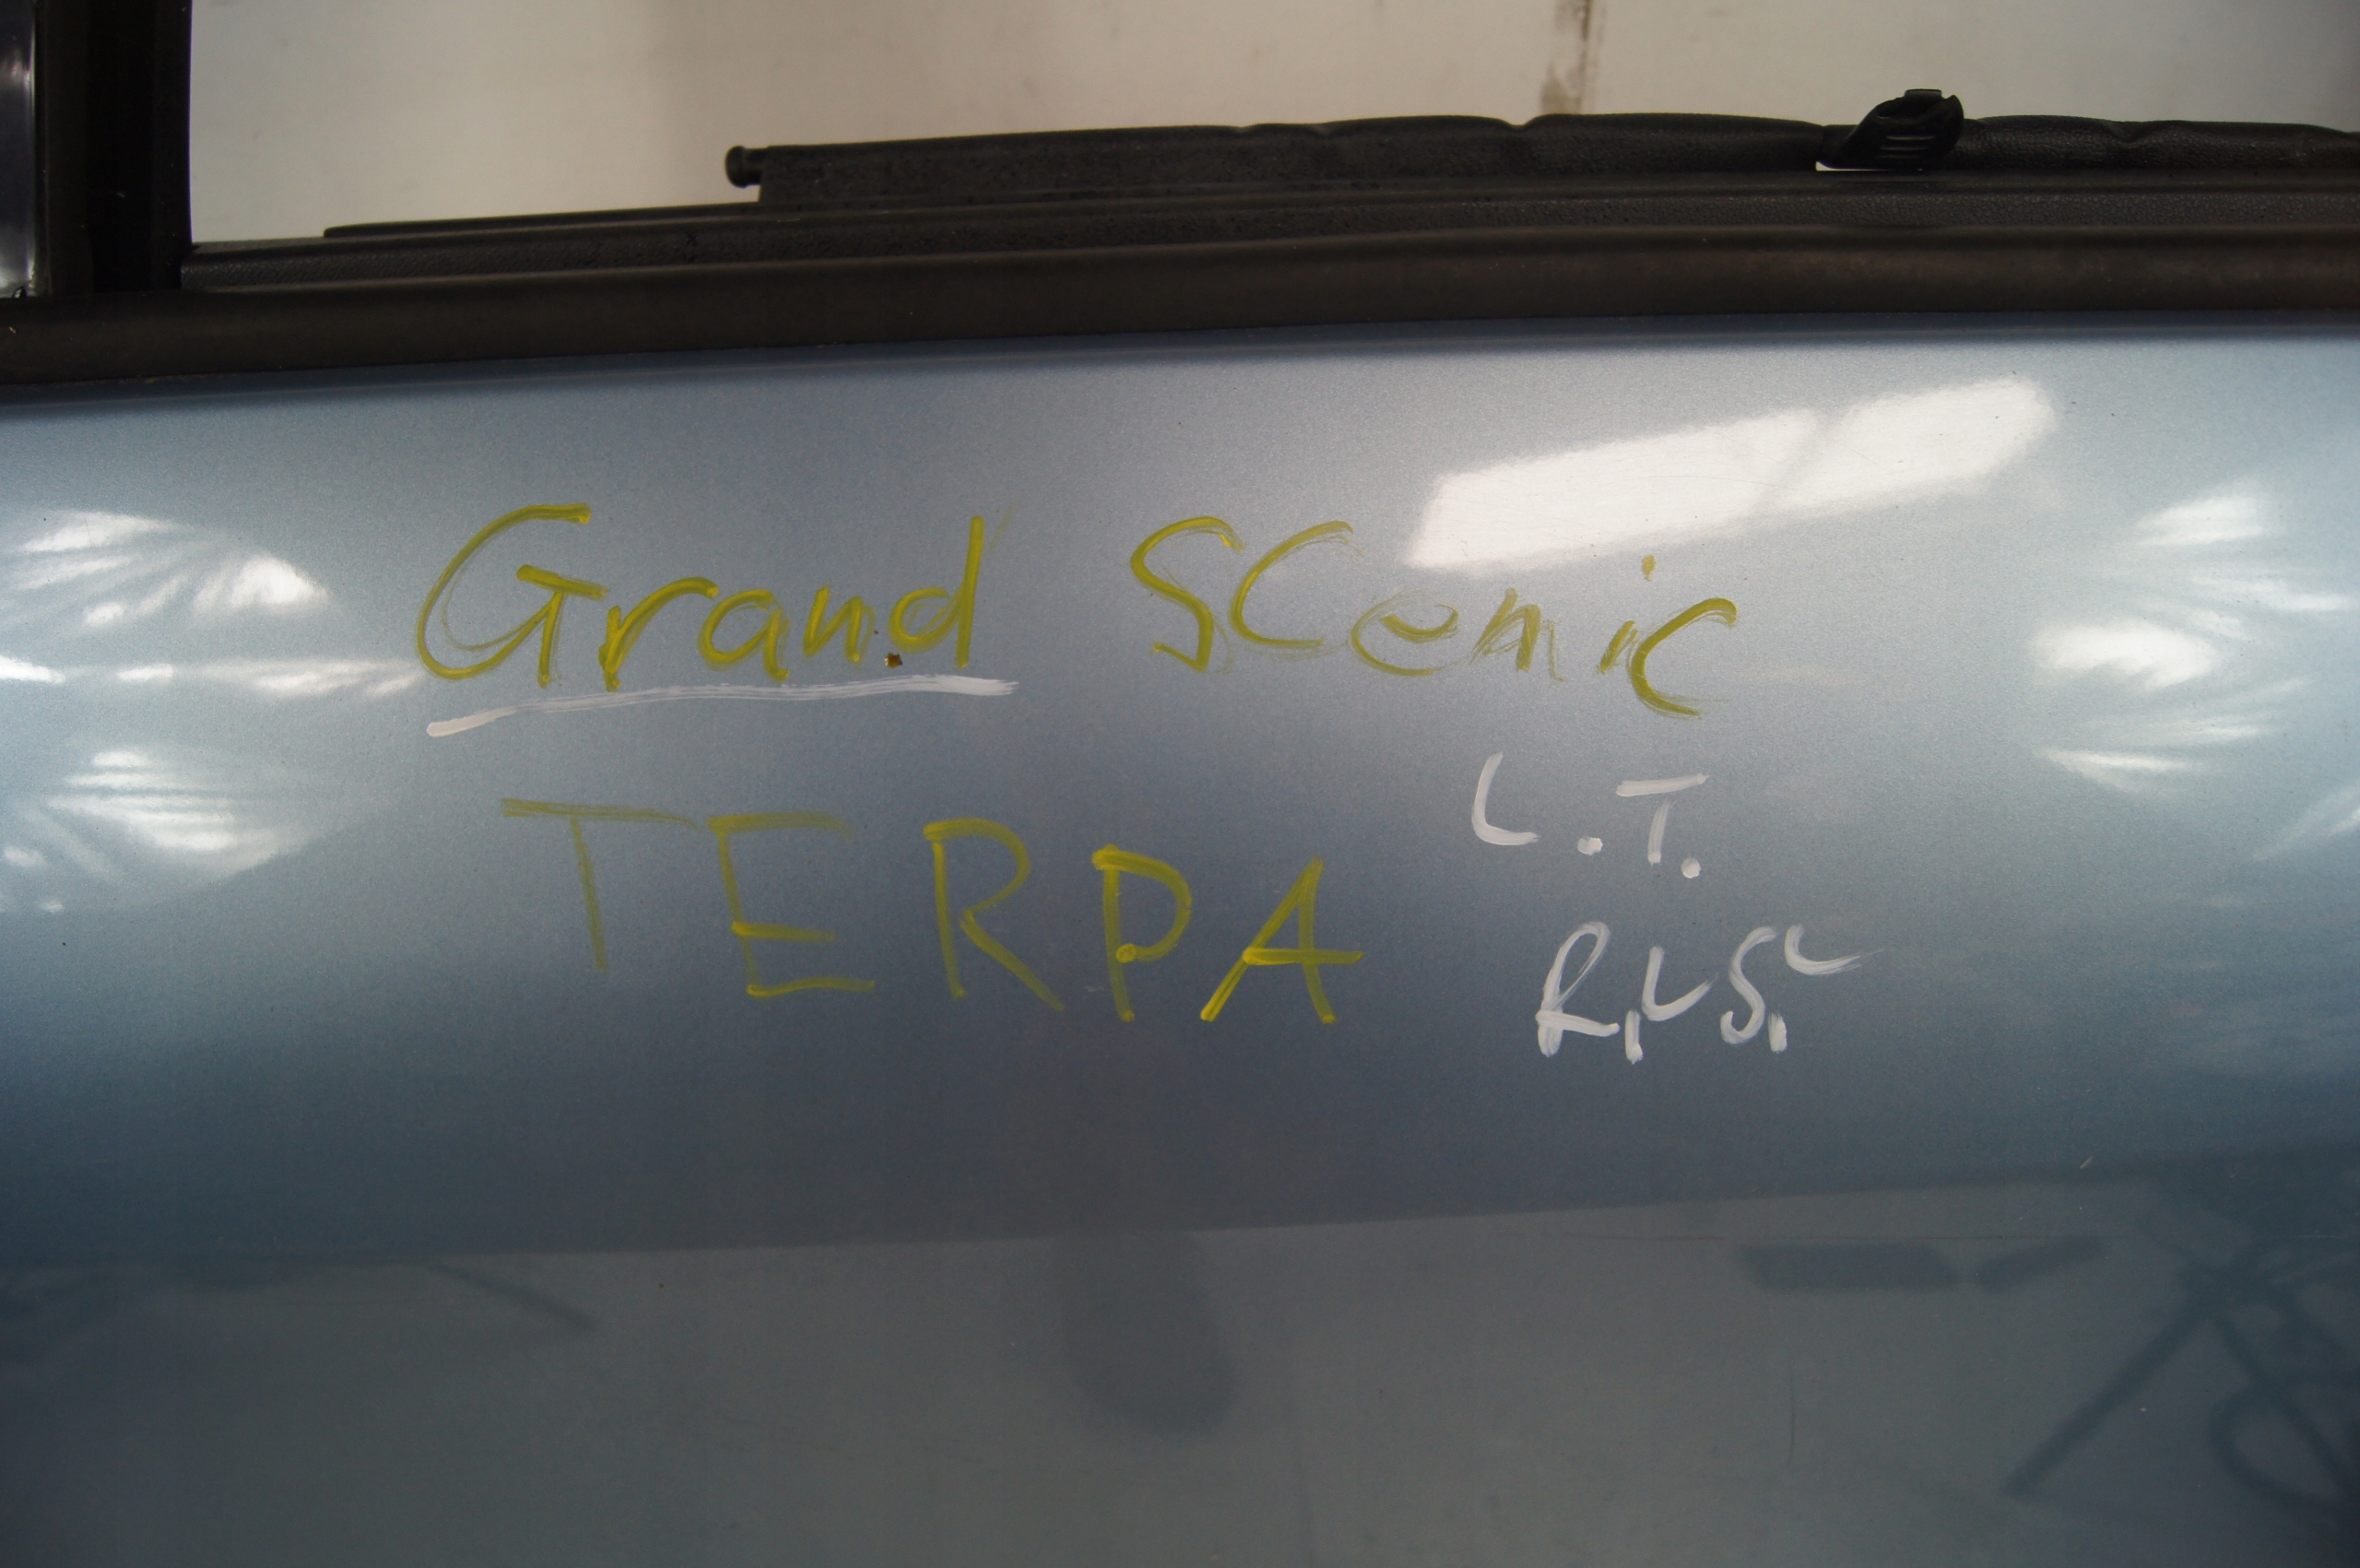 Grand SCenic
TERPA
L.T.